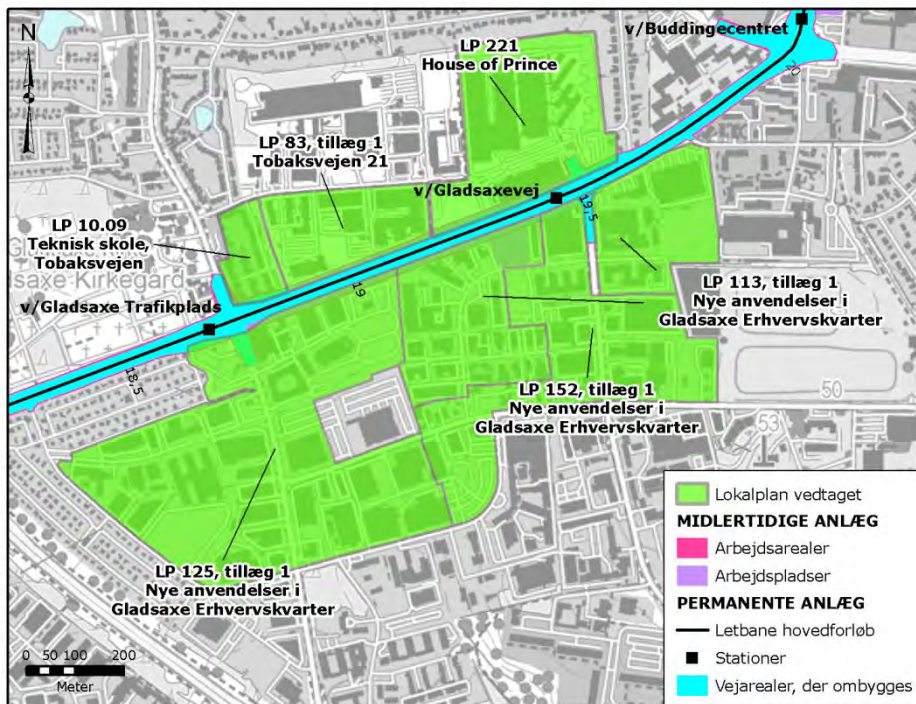 N
v/Buddingecentret
20
LP 221
House of Prince
LP 83, tillæg 1
Tobaksvejen 21
v/Gladsaxevej
19,5
LP 10.09
Teknisk skole,
Tobaksvejen
saxe Kirkegård
19
LP 113, tillæg 1
Nye anvendelser i
Gladsaxe Erhvervskvarter
v/Gladsaxe Trafikplads
18,5
50
LP 152, tillæg 1
Nye anvendelser i
Gladsaxe Erhvervskvarter
53
LP 125, tillæg 1
Nye anvendelser i
Gladsaxe Erhvervskvarter
0 50 100 200
Meter
Lokalplan vedtaget
MIDLERTIDIGE ANLÆG
Arbejdsarealer
Arbejdspladser
PERMANENTE ANLÆG
Letbane hovedforløb
Stationer
Vejarealer, der ombygges